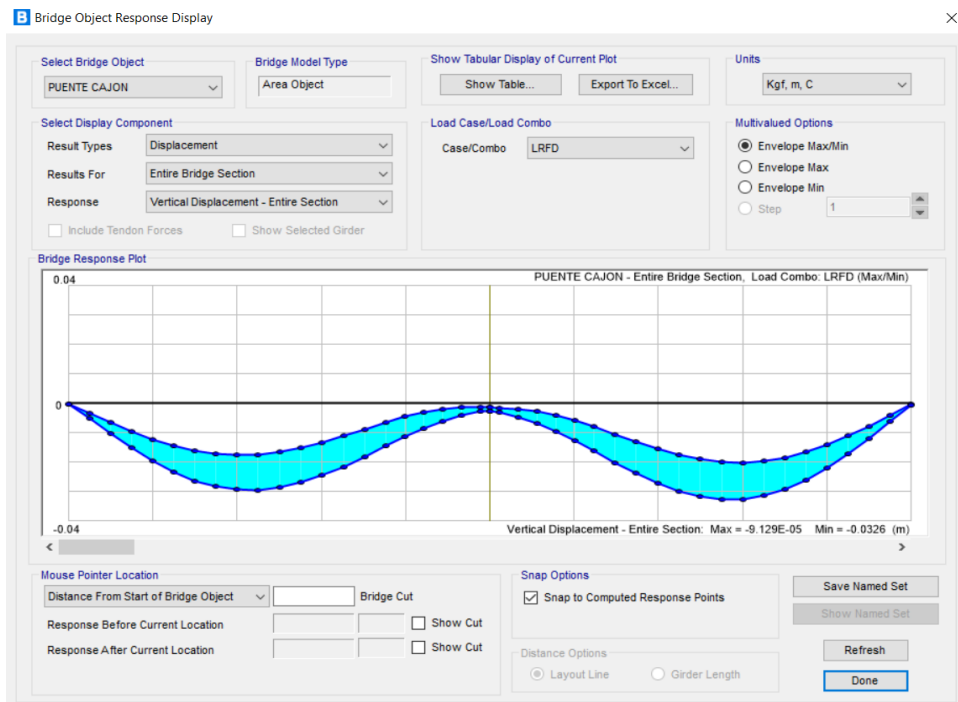 B Bridge Object Response Display
Select Bridge Object
PUENTE CAJON
Bridge Model Type
Area Object
Show Tabular Display of Current Plot
Show Table...
Export To Excel...
Units
Kgf, m, C
Select Display Component
Result Types
Displacement
Results For
Entire Bridge Section
Response
Vertical Displacement - Entire Section
Include Tendon Forces
Show Selected Girder
Load Case/Load Combo
Case/Combo
LRFD
Multivalued Options
Envelope Max/Min
Envelope Max
Envelope Min
Step
1
Bridge Response Plot
0.04
PUENTE CAJON - Entire Bridge Section, Load Combo: LRFD (Max/Min)
0
-0.04
Vertical Displacement - Entire Section: Max = -9.129E-05 Min = -0.0326 (m)
Mouse Pointer Location
Distance From Start of Bridge Object
Bridge Cut
Response Before Current Location
Show Cut
Response After Current Location
Show Cut
Snap Options
Snap to Computed Response Points
Distance Options
Layout Line
Girder Length
Save Named Set
Show Named Set
Refresh
Done